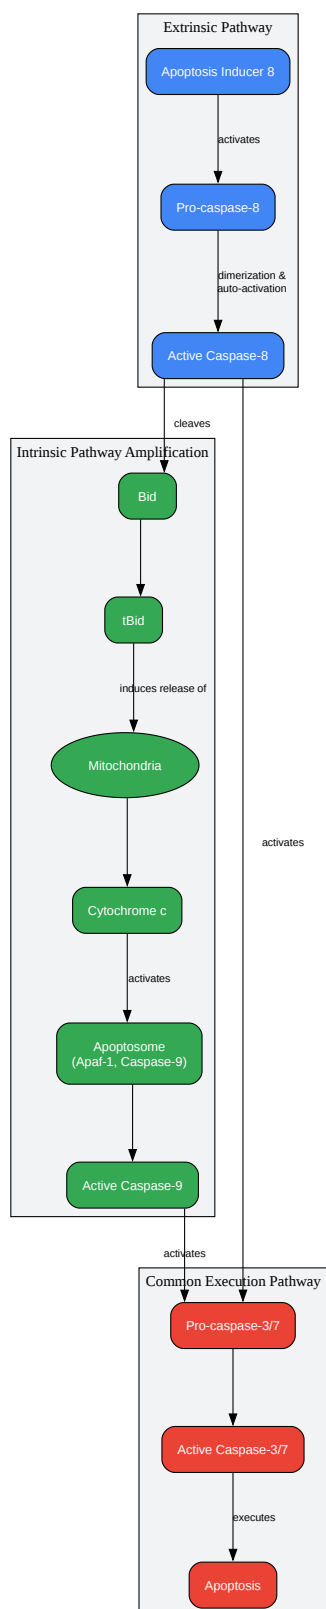 Extrinsic Pathway
Apoptosis Inducer 8
activates
Pro-caspase-8
dimerization &
auto-activation
Active Caspase-8
cleaves
Intrinsic Pathway Amplification
Bid
tBid
induces release of
Mitochondria
activates
Cytochrome c
activates
Apoptosome
(Apaf-1, Caspase-9)
Active Caspase-9
activates
Common Execution Pathway
Pro-caspase-3/7
Active Caspase-3/7
executes
Apoptosis